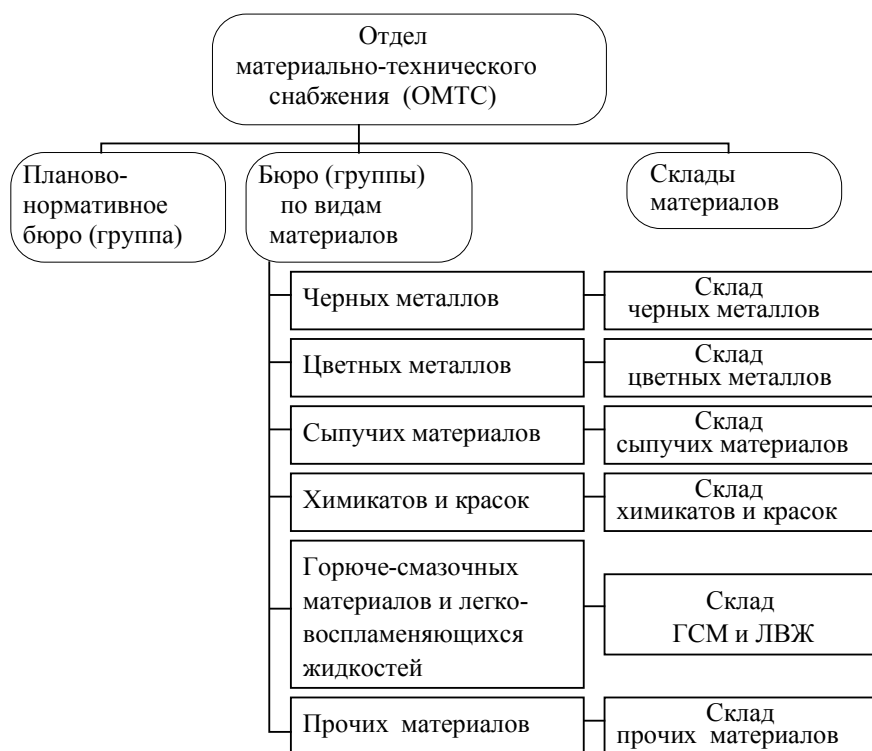 Отдел
материально-технического
снабжения (ОМТС)
Планово-
нормативное
бюро (группа)
Бюро (группы)
по видам
материалов
Склады
материалов
Черных металлов
Склад
черных металлов
Цветных металлов
Склад
цветных металлов
Сыпучих материалов
Склад
сыпучих материалов
Химикатов и красок
Склад
химикатов и красок
Горюче-смазочных
материалов и легко-
воспламеняющихся
жидкостей
Склад
ГСМ и ЛВЖ
Прочих материалов
Склад
прочих материалов